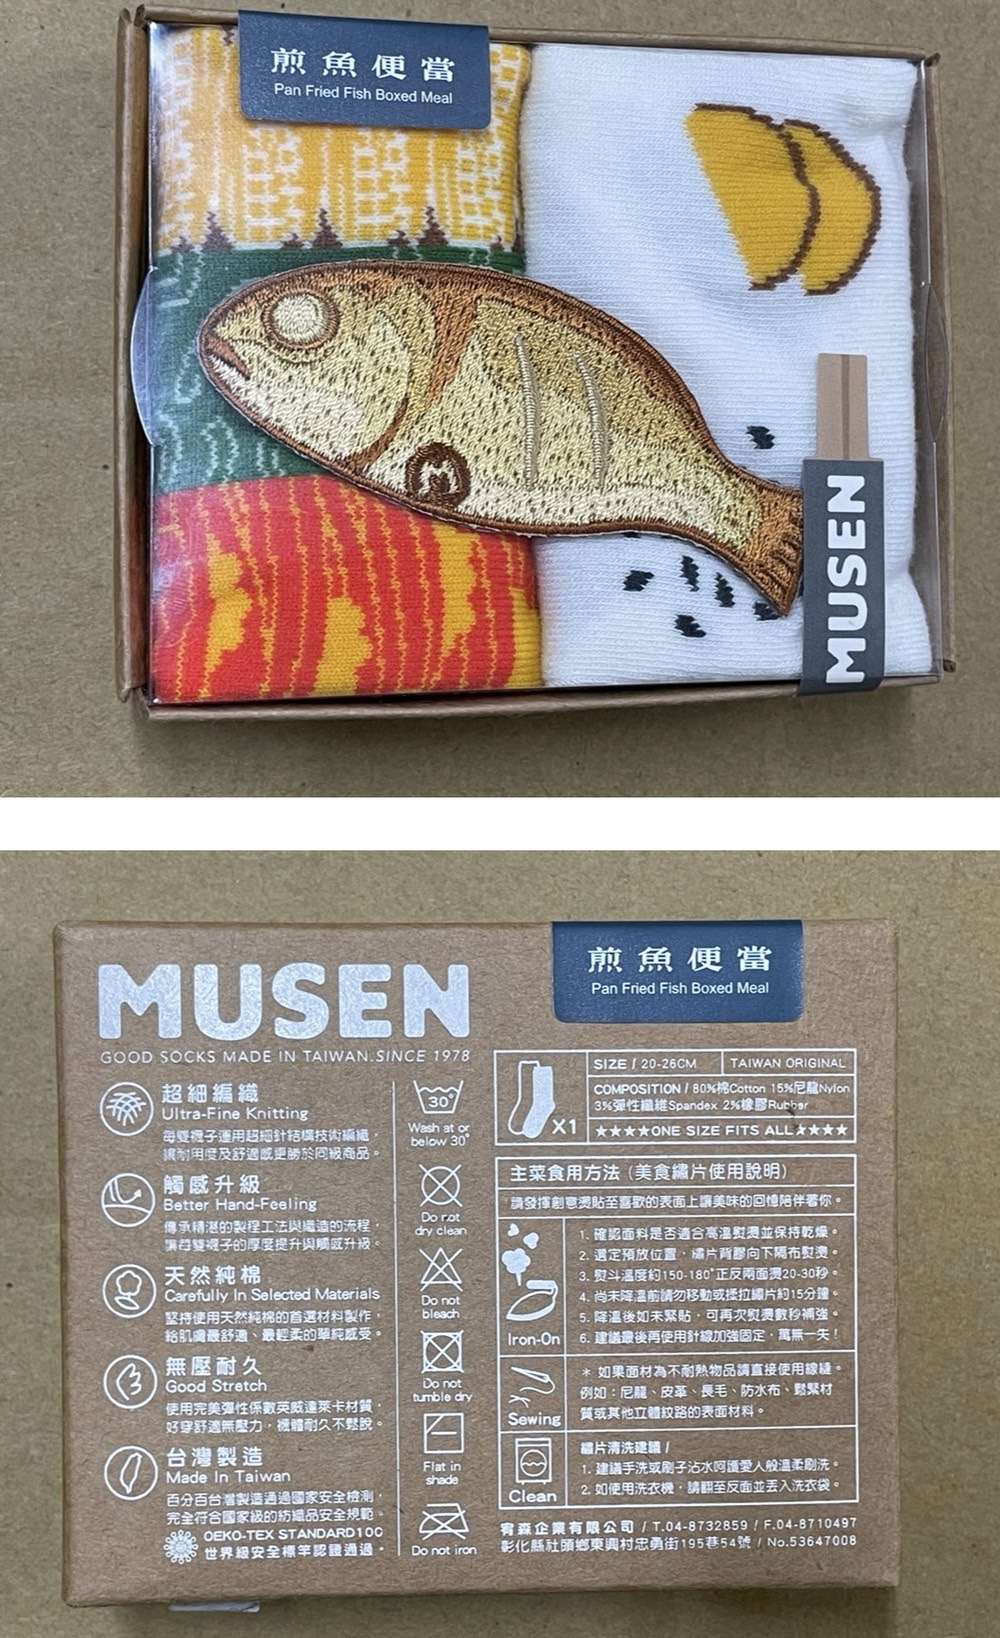 煎魚便當
Pan Fried Fish Boxed Meal
M
MUSEN
煎魚便當
Pan Fried Fish Boxed Meal
MUSEN
GOOD SOCKS MADE IN TAIWAN.SINCE 1978
超細編織
Ultra-Fine Knitting
每雙襪子運用超細針結構技術編織，
讓耐用度及舒適感更勝於同級商品。
觸感升級
Better Hand-Feeling
傳承精湛的製程工法與織造的流程，
讓每雙襪子的厚度提升與觸感升級。
天然純棉
Carefully In Selected Materials
堅持使用天然純棉的首選材料製作，
給肌膚最舒適、最輕柔的單純感受。
無壓耐久
Good Stretch
使用完美彈性係數英威達萊卡材質，
好穿舒適無壓力，襪體耐久不鬆脫。
台灣製造
Made In Taiwan
百分百台灣製造通過國家安全檢測，
完全符合國家級的紡織品安全規範。
OEKO-TEX STANDARD100
世界級安全標竿認證通過。
30°
Wash at or
below 30°
Do not
dry clean
Do not
bleach
Do not
tumble dry
Flat in
shade
Do not iron
X1
SIZE / 20-26CM
TAIWAN ORIGINAL
COMPOSITION / 80%棉Cotton 15%尼龍Nylon
3%彈性纖維Spandex 2%橡膠Rubber
★★★★ONE SIZE FITS ALL★★★★
主菜食用方法 (美食繡片使用說明)
請發揮創意燙貼至喜歡的表面上讓美味的回憶陪伴著你。
Iron-On
1. 確認面料是否適合高溫熨燙並保持乾燥。
2. 選定預放位置，繡片背膠向下隔布熨燙。
3. 熨斗溫度約150-180°正反兩面燙20-30秒。
4. 尚未降溫前請勿移動或揉拉繡片約15分鐘。
5. 降溫後如未緊貼，可再次熨燙數秒補強。
6. 建議最後再使用針線加強固定，萬無一失！
Sewing
* 如果面材為不耐熱物品請直接使用線縫。
例如：尼龍、皮革、長毛、防水布、鬆緊材
質或其他立體紋路的表面材料。
Clean
繡片清洗建議 /
1. 建議手洗或刷子沾水呵護愛人般溫柔刷洗。
2. 如使用洗衣機，請翻至反面並丟入洗衣袋。
宥森企業有限公司 / T.04-8732859 / F.04-8710497
彰化縣社頭鄉東興村忠勇街195巷54號 / No.53647008